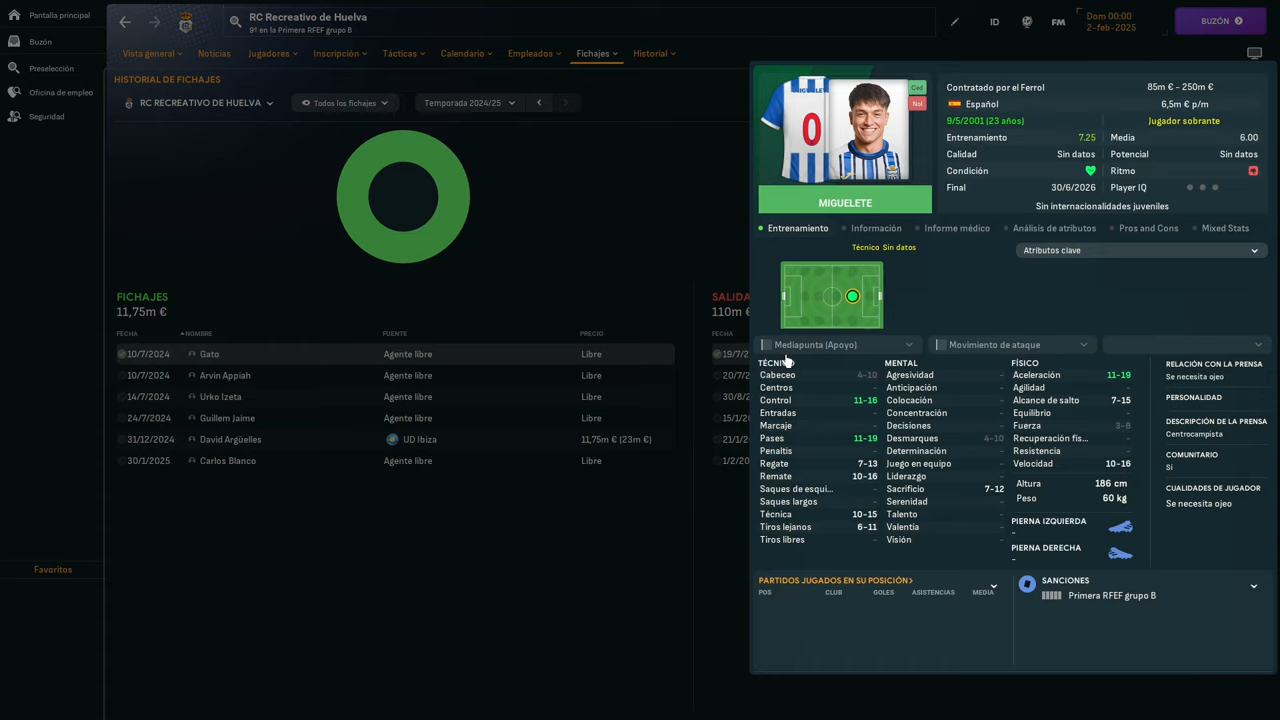 Pantalla principal
Buzón
Preselección
Oficina de empleo
Seguridad
Favoritos
RC Recreativo de Huelva
9º en la Primera RFEF grupo B
ID
FM
Dom 00:00
2-feb-2025
BUZÓN
Vista general
Noticias
Jugadores
Inscripción
Tácticas
Calendario
Empleados
Fichajes
Historial
HISTORIAL DE FICHAJES
RC RECREATIVO DE HUELVA
Todos los fichajes
Temporada 2024/25
FICHAJES
11,75m €
FECHA NOMBRE FUENTE PRECIO
10/7/2024 Gato Agente libre Libre
10/7/2024 Arvin Appiah Agente libre Libre
14/7/2024 Urko Izeta Agente libre Libre
24/7/2024 Guillem Jaime Agente libre Libre
31/12/2024 David Argüelles UD Ibiza 11,75m € (23m €)
30/1/2025 Carlos Blanco Agente libre Libre
SALIDA
110m €
FECHA
19/7/2
20/7/
30/8/
15/1/
21/1/
1/2/2
MIGUELETE
0
Ced
Nol
MIGUELETE
Contratado por el Ferrol 85m € - 250m €
Español 6,5m € p/m
9/5/2001 (23 años) Jugador sobrante
Entrenamiento 7.25 Media 6.00
Calidad Sin datos Potencial Sin datos
Condición Ritmo
Final 30/6/2026 Player IQ
Sin internacionalidades juveniles
Entrenamiento Información Informe médico Análisis de atributos Pros and Cons Mixed Stats
Técnico Sin datos
Atributos clave
Mediapunta (Apoyo) Movimiento de ataque
TÉCNI MENTAL FÍSICO
Cabeceo 4-10 Agresividad - Aceleración 11-19
Centros - Anticipación - Agilidad -
Control 11-16 Colocación - Alcance de salto 7-15
Entradas - Concentración - Equilibrio -
Marcaje - Decisiones - Fuerza 3-8
Pases 11-19 Desmarques 4-10 Recuperación fís... -
Penaltis - Determinación - Resistencia -
Regate 7-13 Juego en equipo - Velocidad 10-16
Remate 10-16 Liderazgo -
Saques de esqui... - Sacrificio 7-12
Saques largos - Serenidad -
Técnica 10-15 Talento -
Tiros lejanos 6-11 Valentía -
Tiros libres - Visión -
Altura 186 cm
Peso 60 kg
PIERNA IZQUIERDA
-
PIERNA DERECHA
-
RELACIÓN CON LA PRENSA
Se necesita ojeo
PERSONALIDAD
DESCRIPCIÓN DE LA PRENSA
Centrocampista
COMUNITARIO
Sí
CUALIDADES DE JUGADOR
Se necesita ojeo
PARTIDOS JUGADOS EN SU POSICIÓN>
POS CLUB GOLES ASISTENCIAS MEDIA
SANCIONES
Primera RFEF grupo B